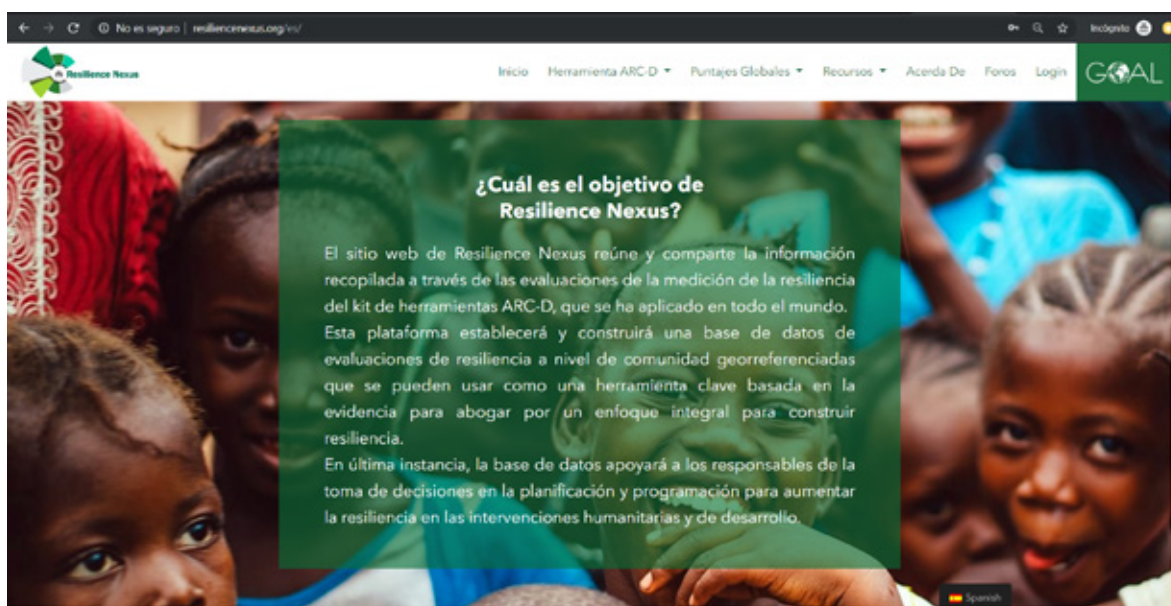 No es seguro | resiliencenexus.org/es/
Incógnito
Resilience Nexus
Inicio Herramienta ARC-D Puntajes Globales Recursos Acerda De Foros Login
GOAL
¿Cuál es el objetivo de
Resilience Nexus?
El sitio web de Resilience Nexus reúne y comparte la información
recopilada a través de las evaluaciones de la medición de la resiliencia
del kit de herramientas ARC-D, que se ha aplicado en todo el mundo.
Esta plataforma establecerá y construirá una base de datos de
evaluaciones de resiliencia a nivel de comunidad georreferenciadas
que se pueden usar como una herramienta clave basada en la
evidencia para abogar por un enfoque integral para construir
resiliencia.
En última instancia, la base de datos apoyará a los responsables de la
toma de decisiones en la planificación y programación para aumentar
la resiliencia en las intervenciones humanitarias y de desarrollo.
Spanish